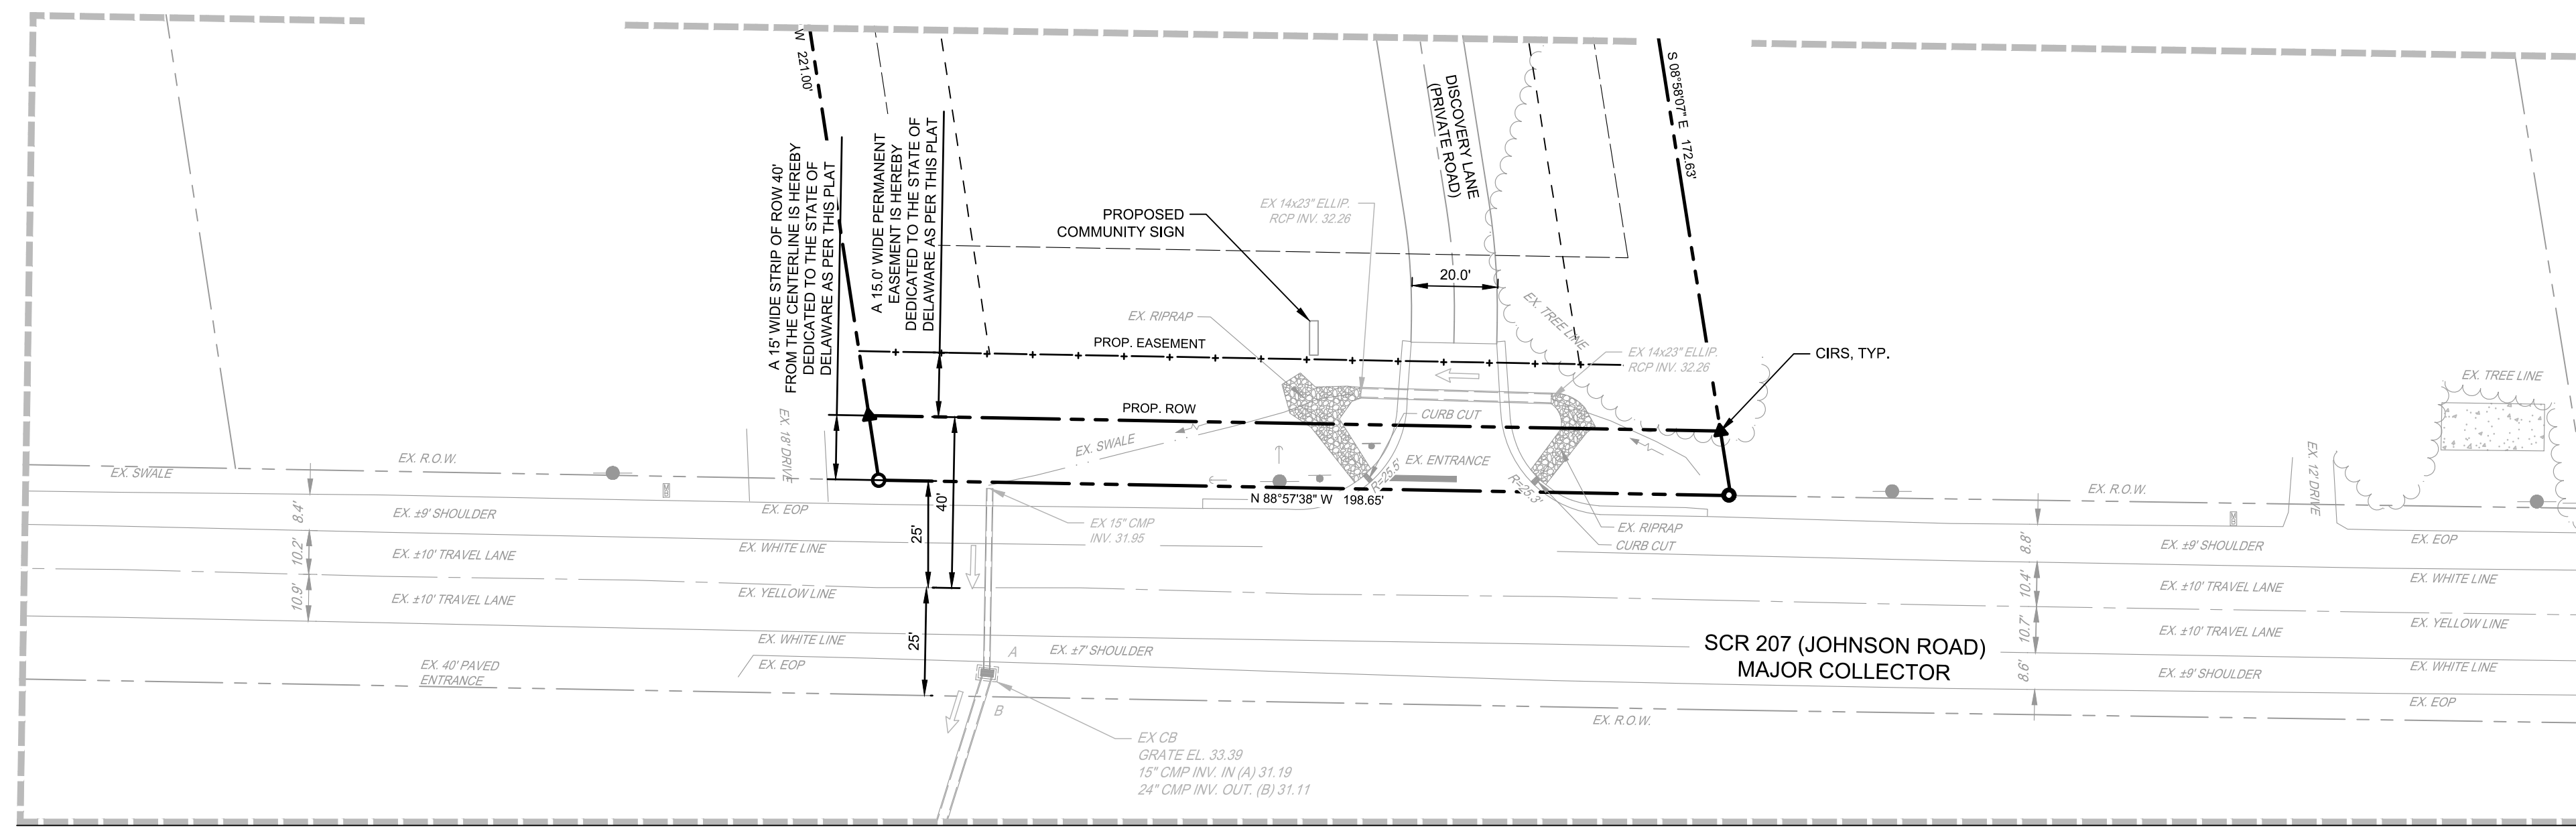 W 221.00'
A 15' WIDE STRIP OF ROW 40'
FROM THE CENTERLINE IS HEREBY
DEDICATED TO THE STATE OF
DELAWARE AS PER THIS PLAT
A 15.0' WIDE PERMANENT
EASEMENT IS HEREBY
DEDICATED TO THE STATE OF
DELAWARE AS PER THIS PLAT
PROPOSED
COMMUNITY SIGN
EX 14x23" ELLIP.
RCP INV. 32.26
DISCOVERY LANE
(PRIVATE ROAD)
S 08°58'07" E 172.63'
20.0'
EX. TREE LINE
EX. RIPRAP
PROP. EASEMENT
EX 14x23" ELLIP.
RCP INV. 32.26
CIRS, TYP.
EX. TREE LINE
PROP. ROW
CURB CUT
EX. 18' DRIVE
EX. SWALE
EX. ENTRANCE
R=25.5'
R=25.3'
EX. 12' DRIVE
EX. R.O.W.
EX. SWALE
N 88°57'38" W 198.65'
EX. R.O.W.
8.4'
EX. ±9' SHOULDER
EX. EOP
40'
25'
EX 15" CMP
INV. 31.95
EX. RIPRAP
CURB CUT
8.8'
EX. ±9' SHOULDER
EX. EOP
10.2'
EX. ±10' TRAVEL LANE
EX. WHITE LINE
10.4'
EX. ±10' TRAVEL LANE
EX. WHITE LINE
10.9'
EX. ±10' TRAVEL LANE
EX. YELLOW LINE
10.7'
EX. ±10' TRAVEL LANE
EX. YELLOW LINE
EX. WHITE LINE
25'
A
EX. ±7' SHOULDER
SCR 207 (JOHNSON ROAD)
MAJOR COLLECTOR
8.6'
EX. ±9' SHOULDER
EX. WHITE LINE
EX. 40' PAVED
ENTRANCE
EX. EOP
EX. EOP
B
EX. R.O.W.
EX CB
GRATE EL. 33.39
15" CMP INV. IN (A) 31.19
24" CMP INV. OUT. (B) 31.11